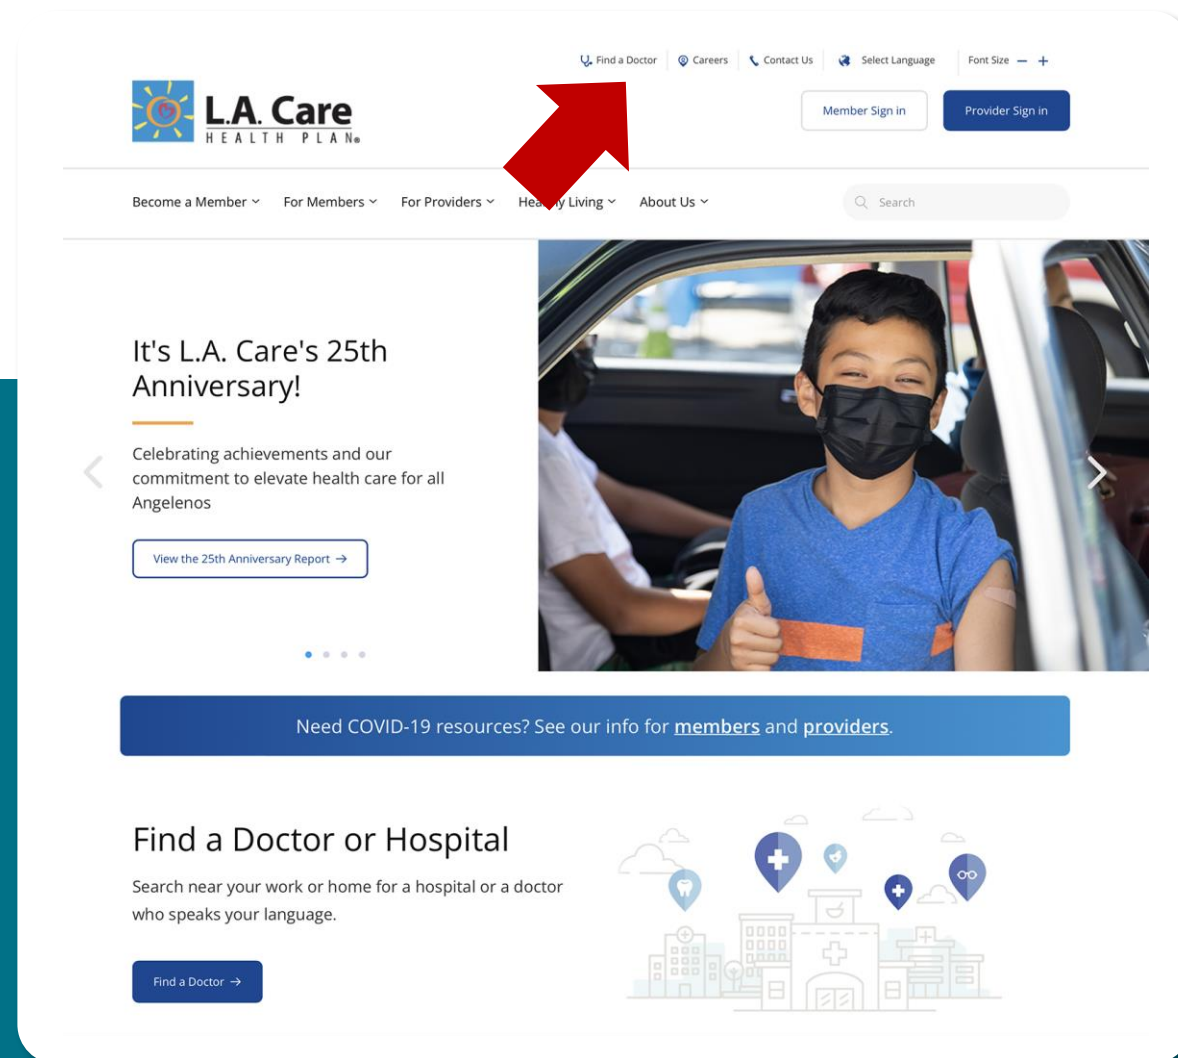 Find a Doctor
Careers
Contact Us
Select Language
Font Size − +
L.A. Care
HEALTH PLAN®
Member Sign in
Provider Sign in
Become a Member
For Members
For Providers
Healthy Living
About Us
Search
It's L.A. Care's 25th
Anniversary!
Celebrating achievements and our
commitment to elevate health care for all
Angelenos
View the 25th Anniversary Report →
Need COVID-19 resources? See our info for members and providers.
Find a Doctor or Hospital
Search near your work or home for a hospital or a doctor
who speaks your language.
Find a Doctor →